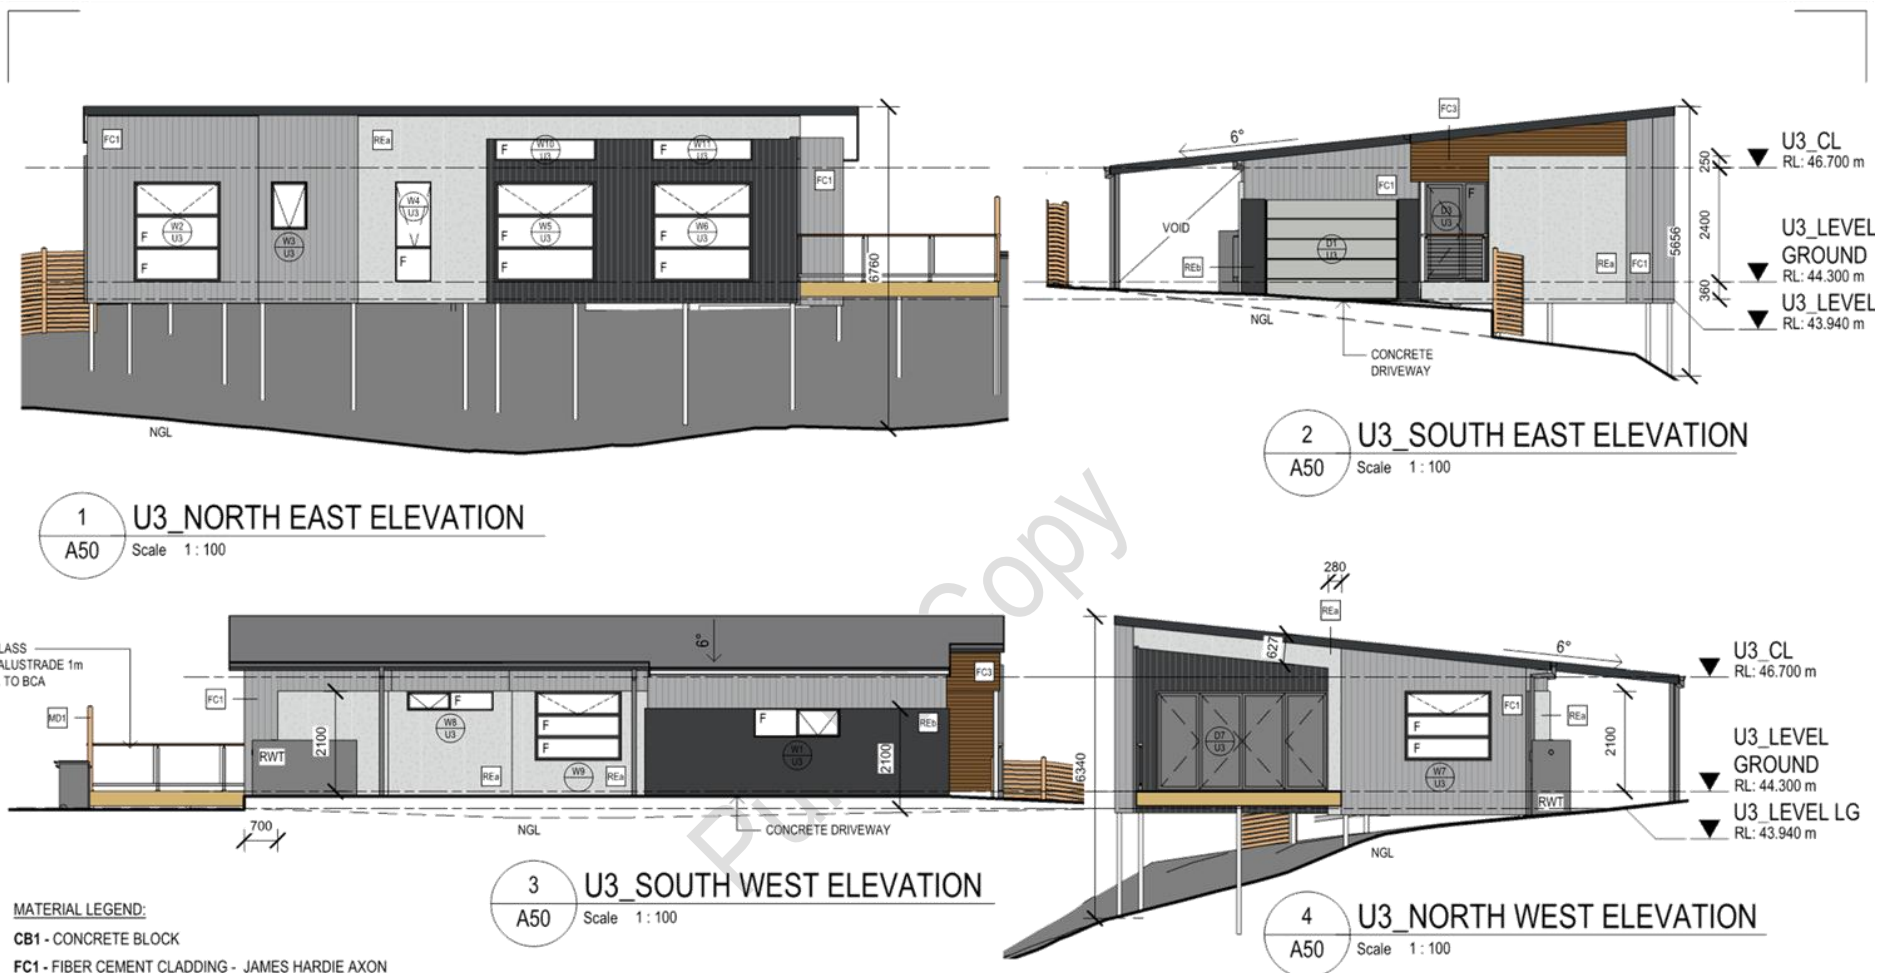 FC1
REa
W10
U3
F
W11
U3
F
FC1
W2
U3
F
F
W3
U3
W4
U3
F
W5
U3
F
F
W6
U3
F
F
6760
NGL
1
A50
U3_NORTH EAST ELEVATION
Scale 1 : 100
FC3
6°
FC1
VOID
D1
U3
D3
U3
F
REb
REa
FC1
NGL
CONCRETE
DRIVEWAY
250
2400
360
5656
U3_CL
RL: 46.700 m
U3_LEVEL
GROUND
RL: 44.300 m
U3_LEVEL
RL: 43.940 m
2
A50
U3_SOUTH EAST ELEVATION
Scale 1 : 100
LASS
ALUSTRADE 1m
TO BCA
MD1
FC1
RWT
2100
6°
F
W8
U3
REa
F
F
W9
REa
F
W1
U3
REb
2100
FC3
700
NGL
CONCRETE DRIVEWAY
3
A50
U3_SOUTH WEST ELEVATION
Scale 1 : 100
280
REa
627
6°
6340
D7
U3
F
F
W7
U3
FC1
REa
2100
RWT
NGL
U3_CL
RL: 46.700 m
U3_LEVEL
GROUND
RL: 44.300 m
U3_LEVEL LG
RL: 43.940 m
4
A50
U3_NORTH WEST ELEVATION
Scale 1 : 100
Copy
MATERIAL LEGEND:
CB1 - CONCRETE BLOCK
FC1 - FIBER CEMENT CLADDING - JAMES HARDIE AXON